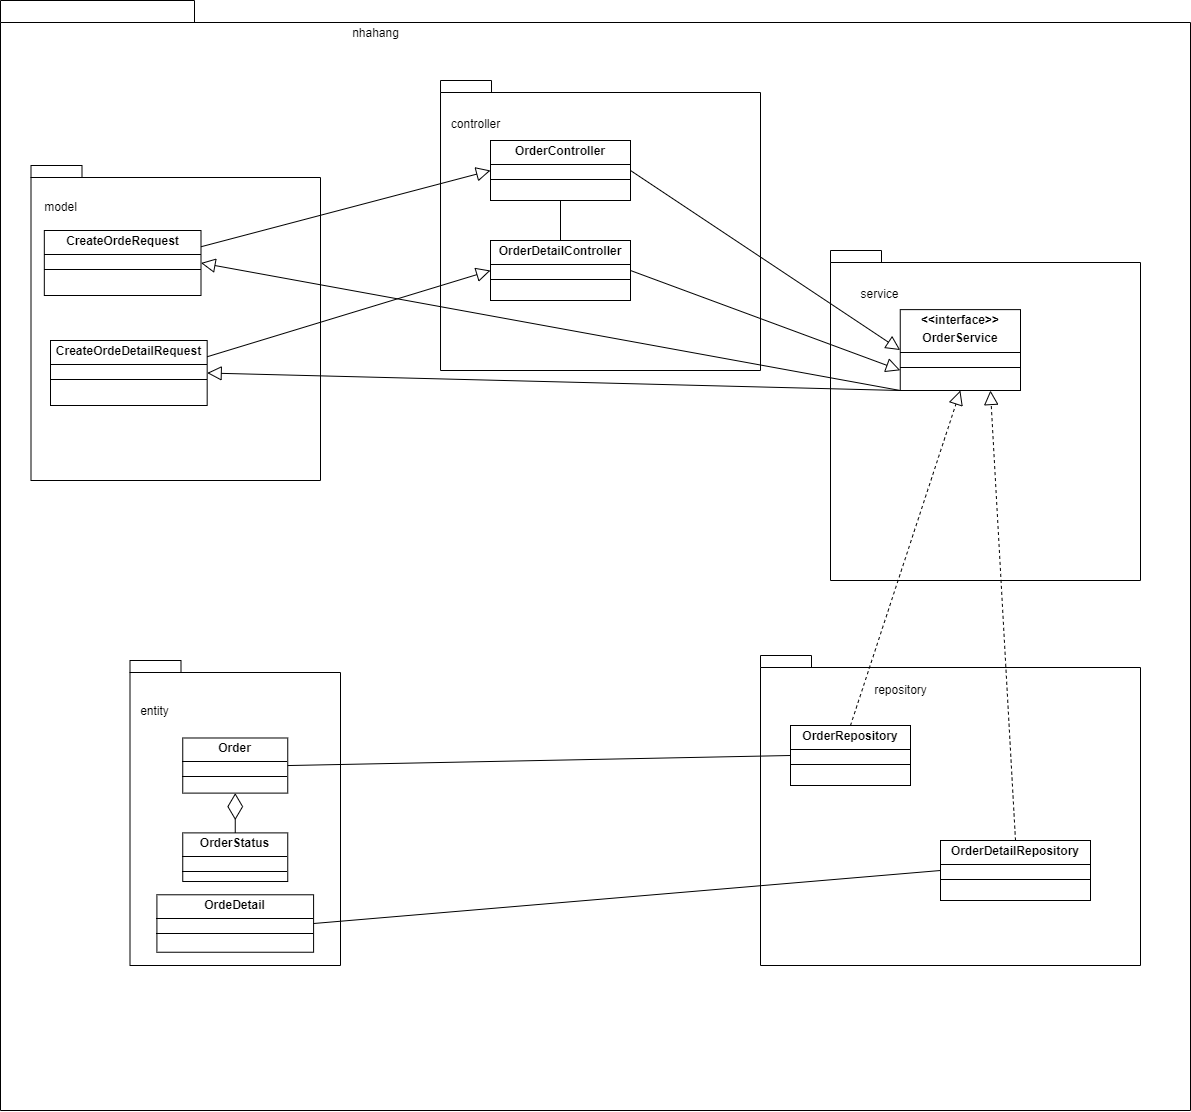 nhahang
controller
OrderController
OrderDetailController
model
CreateOrdeRequest
CreateOrdeDetailRequest
service
<<interface>>
OrderService
entity
Order
OrderStatus
OrdeDetail
repository
OrderRepository
OrderDetailRepository